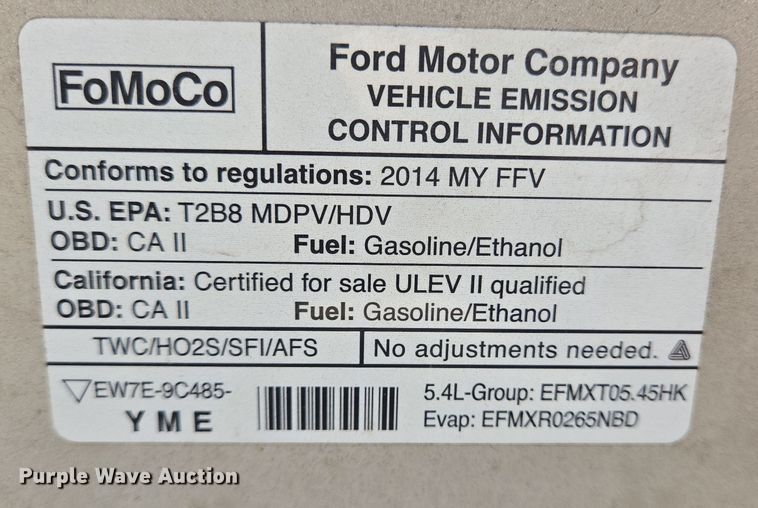 FoMoCo
Ford Motor Company
VEHICLE EMISSION
CONTROL INFORMATION
Conforms to regulations: 2014 MY FFV
U.S. EPA: T2B8 MDPV/HDV
OBD: CA II Fuel: Gasoline/Ethanol
California: Certified for sale ULEV II qualified
OBD: CA II Fuel: Gasoline/Ethanol
TWC/HO2S/SFI/AFS No adjustments needed.
EW7E-9C485-
YME
5.4L-Group: EFMXT05.45HK
Evap: EFMXR0265NBD
Purple Wave Auction